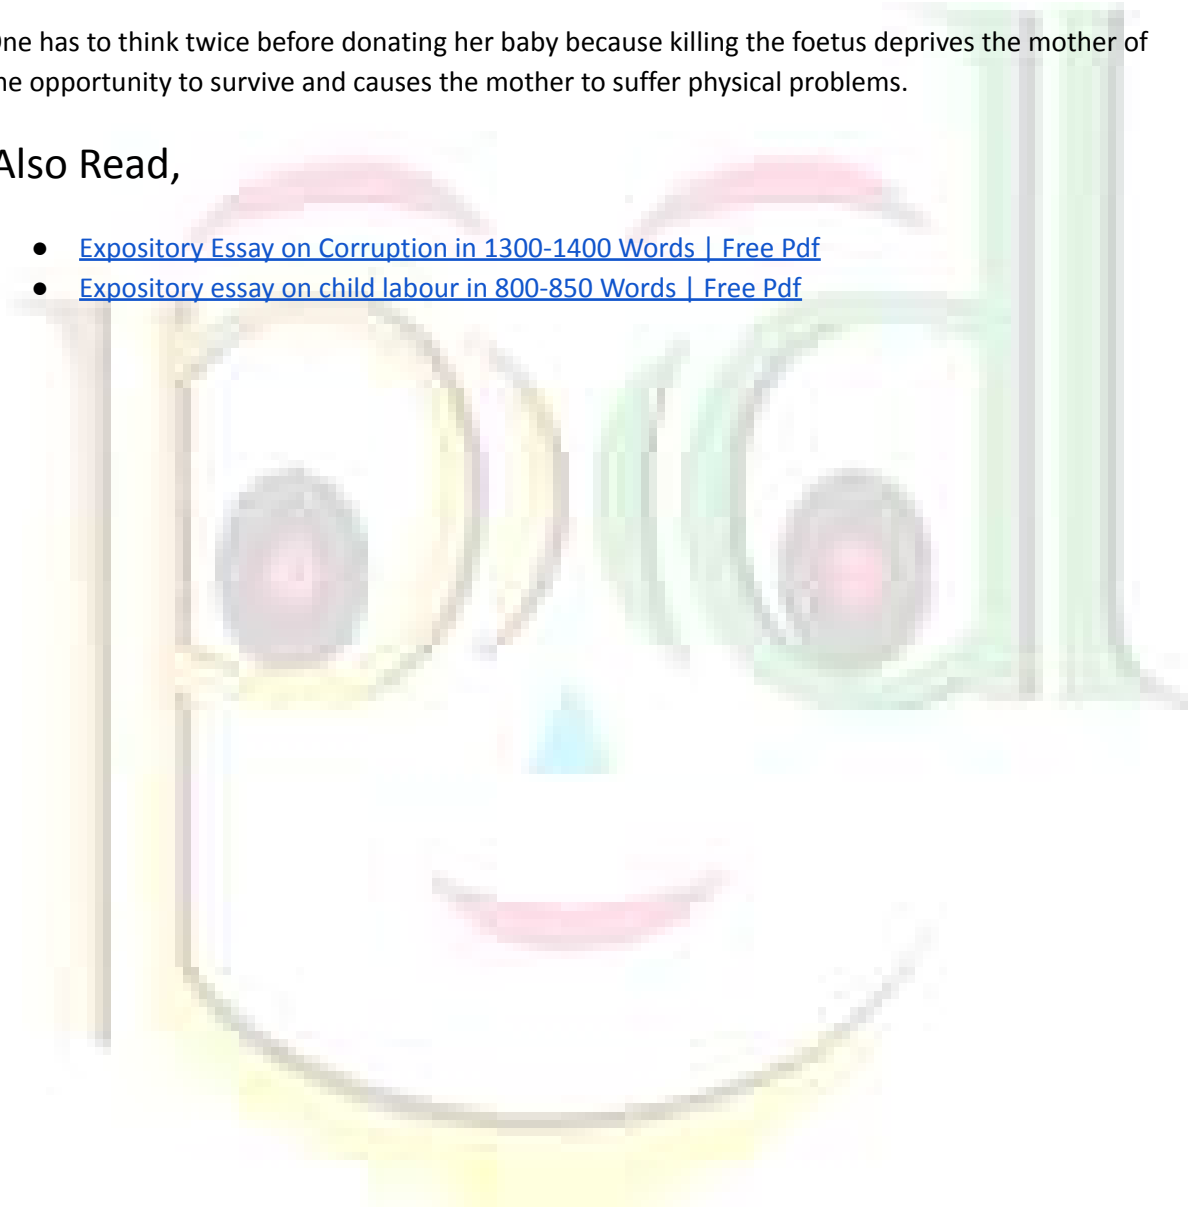 One has to think twice before donating her baby because killing the foetus deprives the mother of
the opportunity to survive and causes the mother to suffer physical problems.
Also Read,
● Expository Essay on Corruption in 1300-1400 Words | Free Pdf
● Expository essay on child labour in 800-850 Words | Free Pdf